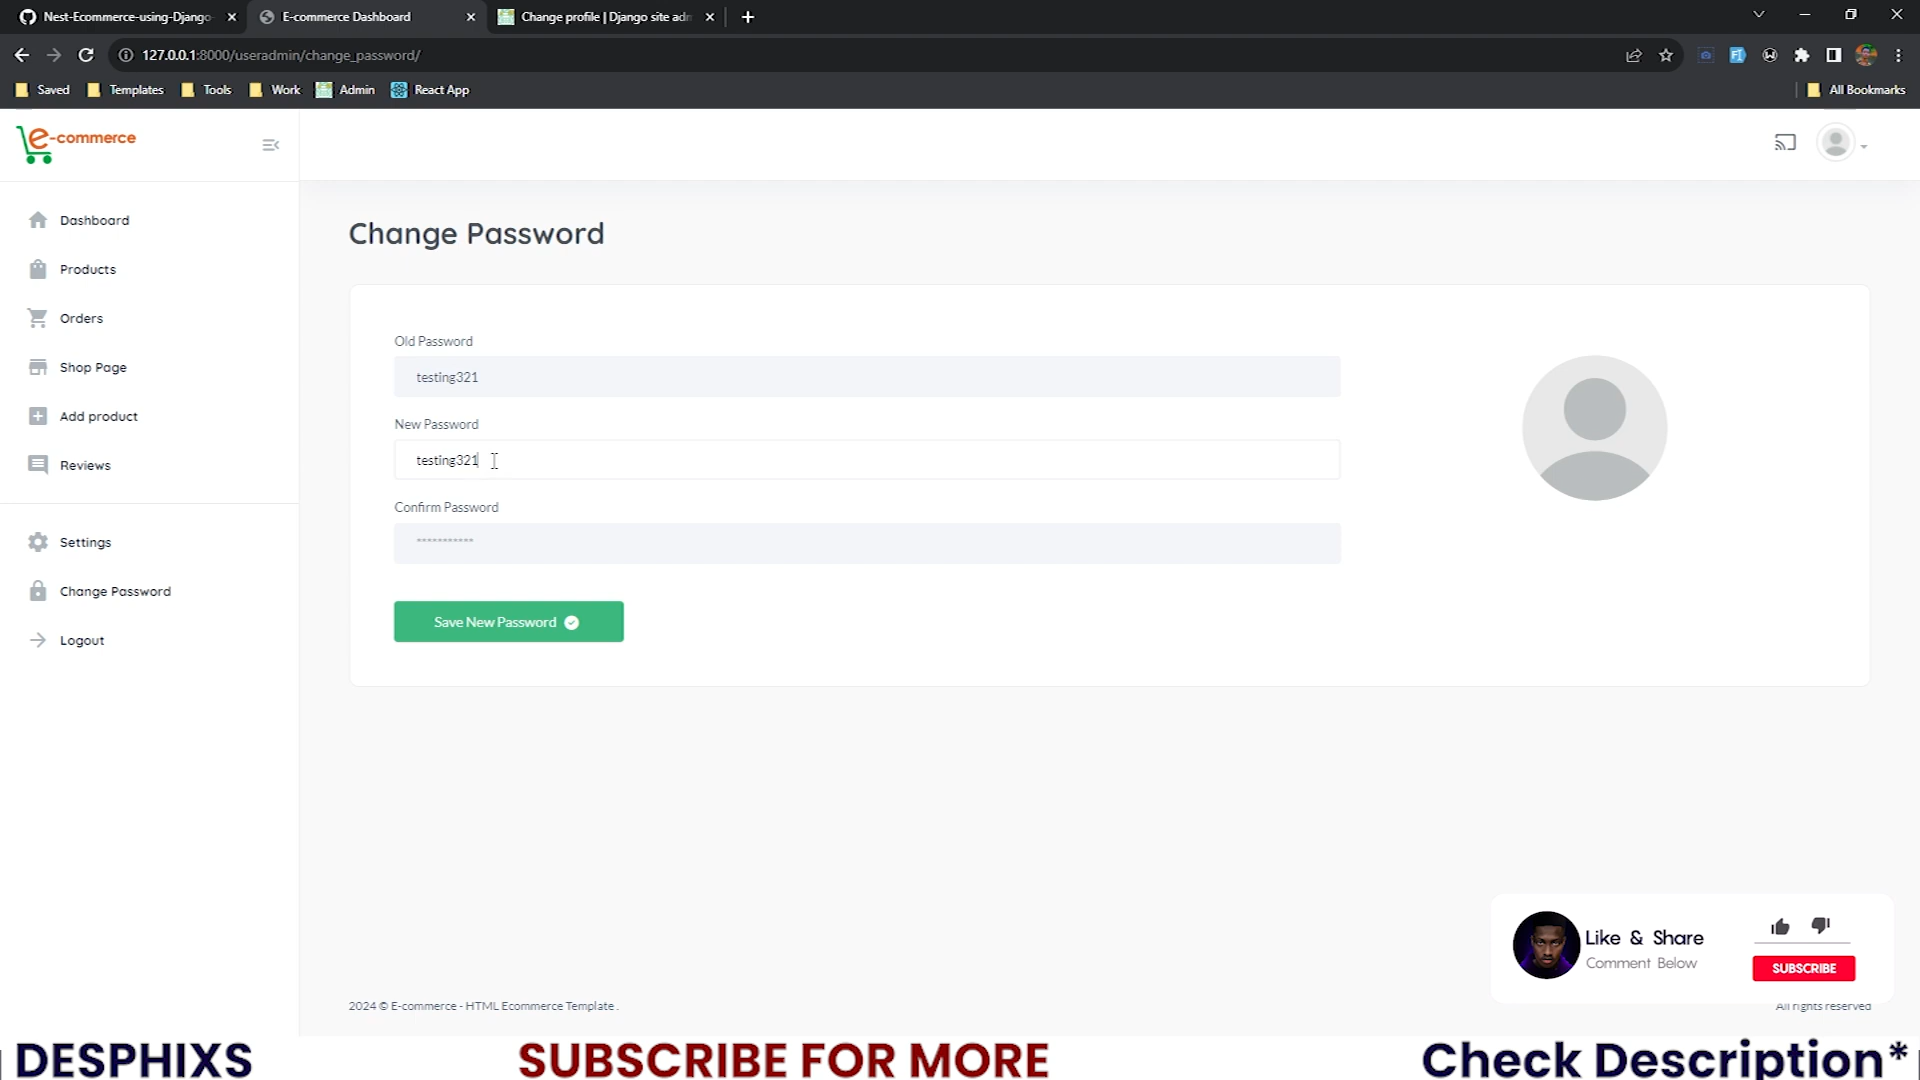 Nest-Ecommerce-using-Django
E-commerce Dashboard
Change profile | Django site adm
127.0.0.1:8000/useradmin/change_password/
Saved
Templates
Tools
Work
Admin
React App
All Bookmarks
e-commerce
Dashboard
Products
Orders
Shop Page
Add product
Reviews
Settings
Change Password
Logout
Change Password
Old Password
testing321
New Password
testing321
Confirm Password
***********
Save New Password
Like & Share
Comment Below
SUBSCRIBE
2024 © E-commerce - HTML Ecommerce Template .
All rights reserved
DESPHIXS
SUBSCRIBE FOR MORE
Check Description*